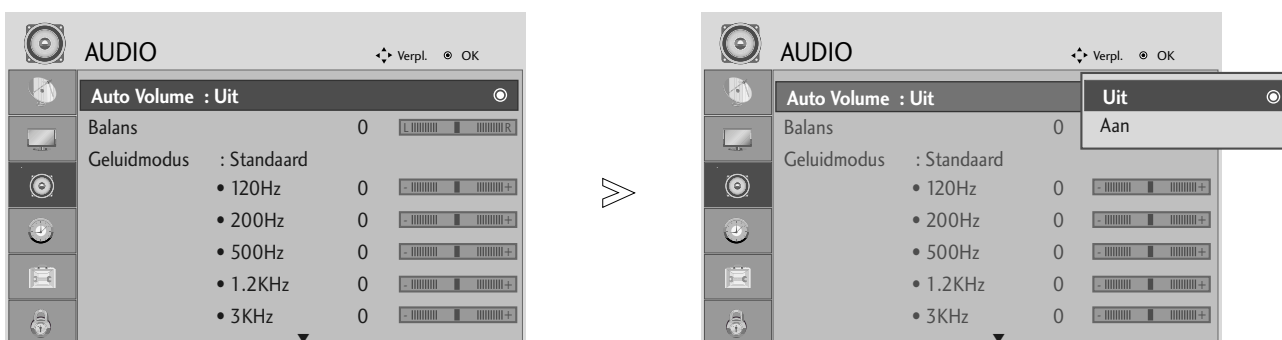 AUDIO Verpl. OK
Auto Volume : Uit
Balans 0 L R
Geluidmodus : Standaard
• 120Hz 0 - +
• 200Hz 0 - +
• 500Hz 0 - +
• 1.2KHz 0 - +
• 3KHz 0 - +
AUDIO Verpl. OK
Auto Volume : Uit
Uit
Balans 0
Aan
Geluidmodus : Standaard
• 120Hz 0 - +
• 200Hz 0 - +
• 500Hz 0 - +
• 1.2KHz 0 - +
• 3KHz 0 - +